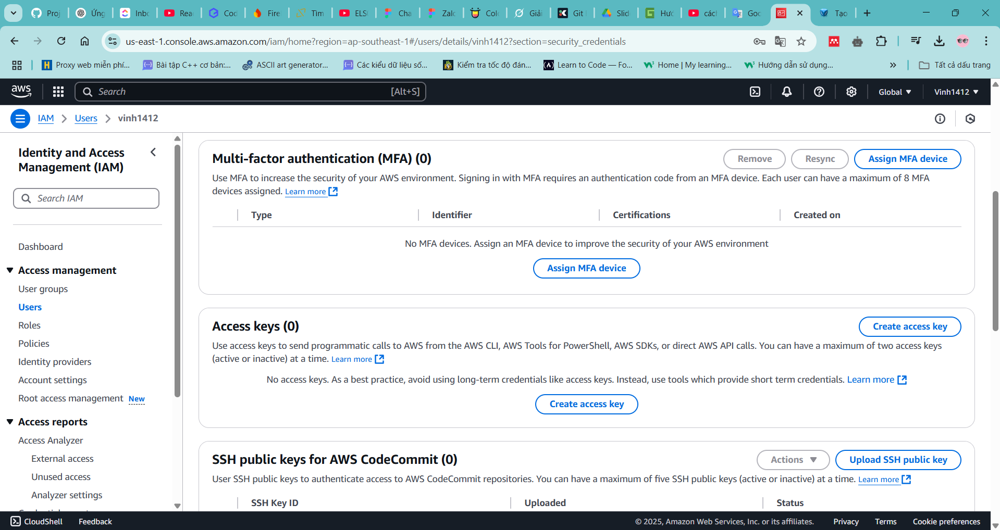 Proj
Ứng
Inbo
Rea
Cod
Fire
Tìm
ELS
Cha
Zalo
Colo
Giải
Git
Slid
Hướ
cách
Goo
Tạo
us-east-1.console.aws.amazon.com/iam/home?region=ap-southeast-1#/users/details/vinh1412?section=security_credentials
Proxy web miễn phí...
Bài tập C++ cơ bản:...
ASCII art generator...
Các kiểu dữ liệu số...
Kiểm tra tốc độ đán...
Learn to Code — Fo...
Home | My learning...
Hướng dẫn sử dụng...
Tất cả dấu trang
aws
Search
[Alt+S]
Global
Vinh1412
IAM
Users
vinh1412
Identity and Access
Management (IAM)
Search IAM
Dashboard
Access management
User groups
Users
Roles
Policies
Identity providers
Account settings
Root access management New
Access reports
Access Analyzer
External access
Unused access
Analyzer settings
Multi-factor authentication (MFA) (0)
Remove
Resync
Assign MFA device
Use MFA to increase the security of your AWS environment. Signing in with MFA requires an authentication code from an MFA device. Each user can have a maximum of 8 MFA
devices assigned. Learn more
Type
Identifier
Certifications
Created on
No MFA devices. Assign an MFA device to improve the security of your AWS environment
Assign MFA device
Access keys (0)
Create access key
Use access keys to send programmatic calls to AWS from the AWS CLI, AWS Tools for PowerShell, AWS SDKs, or direct AWS API calls. You can have a maximum of two access keys
(active or inactive) at a time. Learn more
No access keys. As a best practice, avoid using long-term credentials like access keys. Instead, use tools which provide short term credentials. Learn more
Create access key
SSH public keys for AWS CodeCommit (0)
Actions
Upload SSH public key
User SSH public keys to authenticate access to AWS CodeCommit repositories. You can have a maximum of five SSH public keys (active or inactive) at a time. Learn more
SSH Key ID
Uploaded
Status
CloudShell
Feedback
© 2025, Amazon Web Services, Inc. or its affiliates.
Privacy
Terms
Cookie preferences